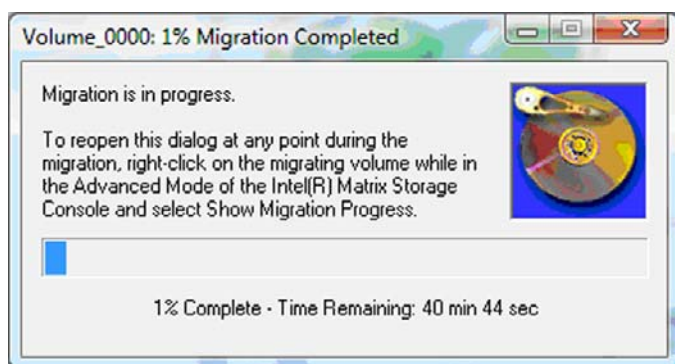 Volume_0000: 1% Migration Completed
Migration is in progress.
To reopen this dialog at any point during the
migration, right-click on the migrating volume while in
the Advanced Mode of the Intel(R) Matrix Storage
Console and select Show Migration Progress.
1% Complete - Time Remaining: 40 min 44 sec